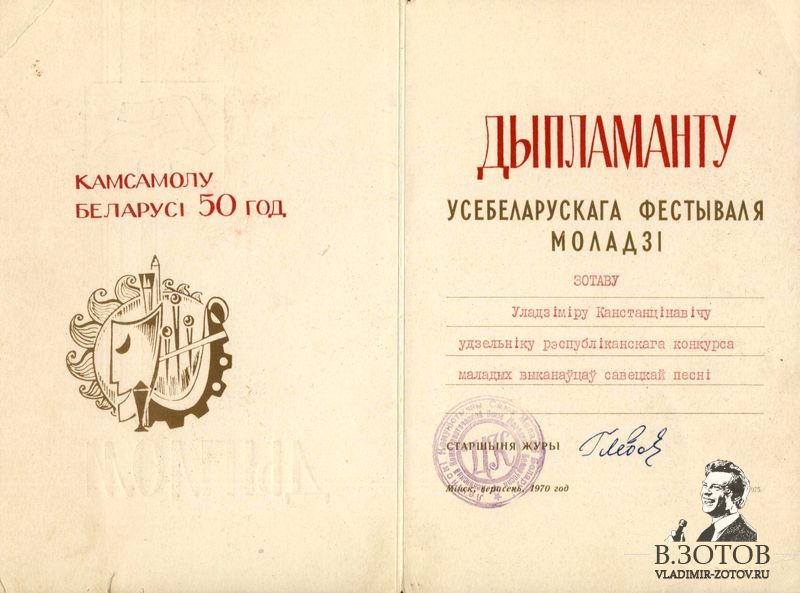 КАМСАМОЛУ
БЕЛАРУСІ 50 ГОД
ДЫПЛАМАНТУ
УСЕБЕЛАРУСКАГА ФЕСТЫВАЛЯ
МОЛАДЗІ
ЗОТАВУ
Уладзіміру Канстанцінавічу
удзельніку рэспубліканскага конкурса
маладых выканаўцаў савецкай песні
СТАРШЫНЯ ЖУРЫ
ЦК
Мінск, верасень, 1970 год
В.ЗОТОВ
VLADIMIR-ZOTOV.RU